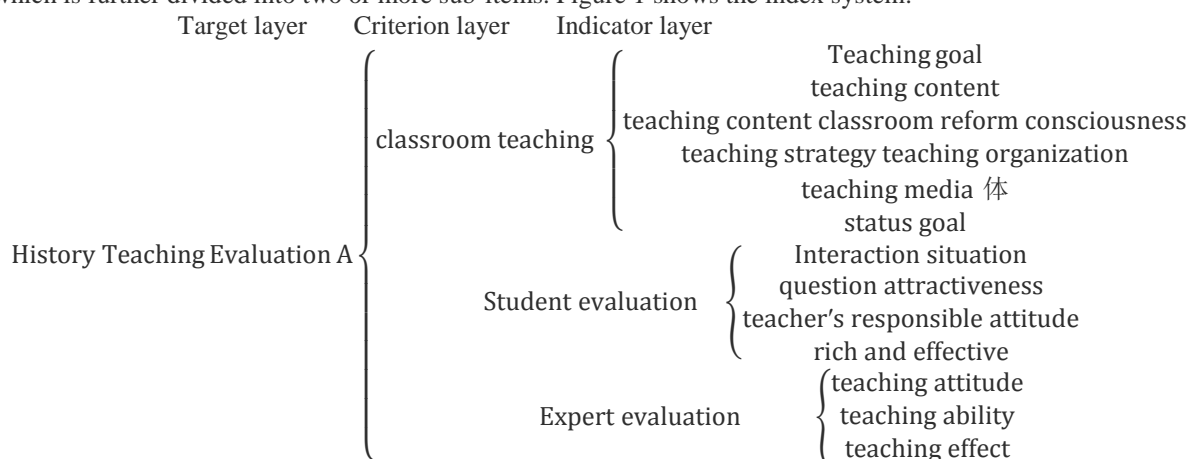 which is further divided into two or more sub-items. Figure 1 shows the index system.
Target layer Criterion layer Indicator layer
Teaching goal
teaching content
classroom teaching
teaching content classroom reform consciousness
teaching strategy teaching organization
teaching media 体
status goal
History Teaching Evaluation A
Interaction situation
Student evaluation
question attractiveness
teacher's responsible attitude
rich and effective
teaching attitude
Expert evaluation
teaching ability
teaching effect